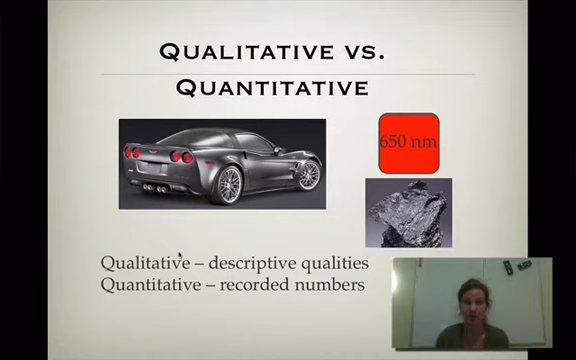 QUALITATIVE VS.
QUANTITATIVE
650 nm
Qualitative – descriptive qualities
Quantitative – recorded numbers